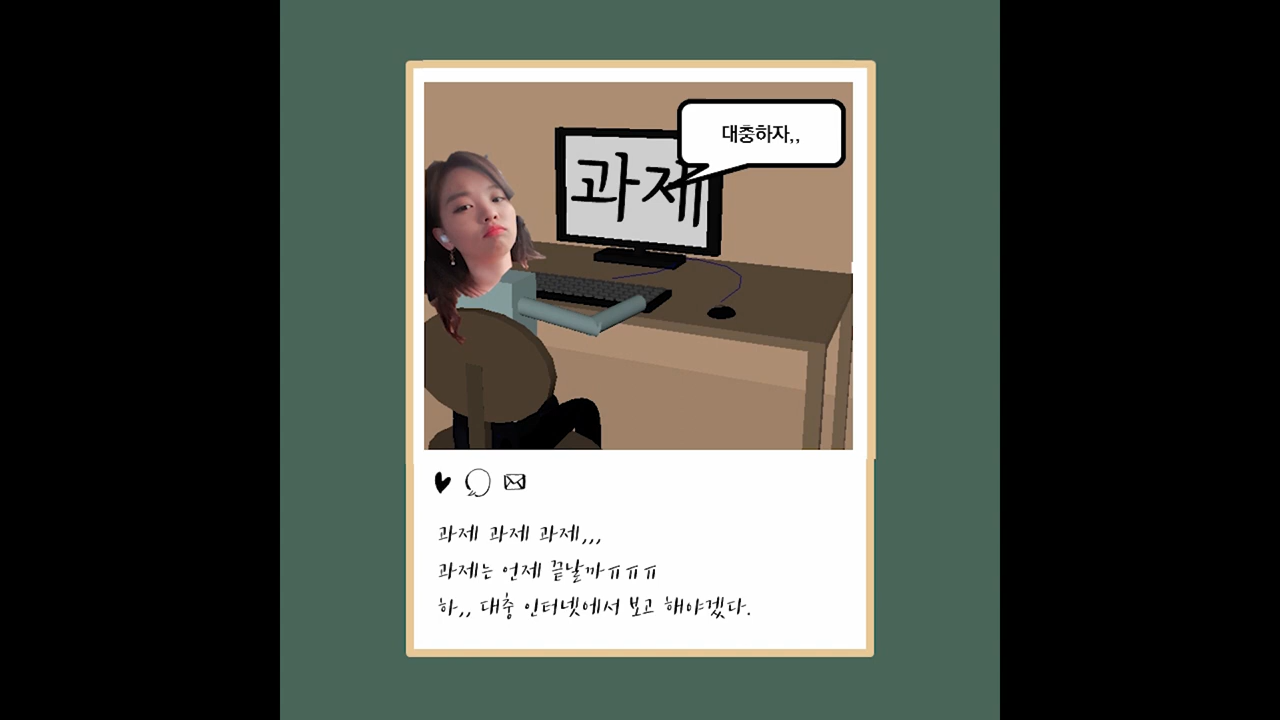 대충하자,,
과제
과제 과제 과제,,,
과제는 언제 끝날까ㅠㅠㅠ
하,, 대충 인터넷에서 보고 해야겠다.